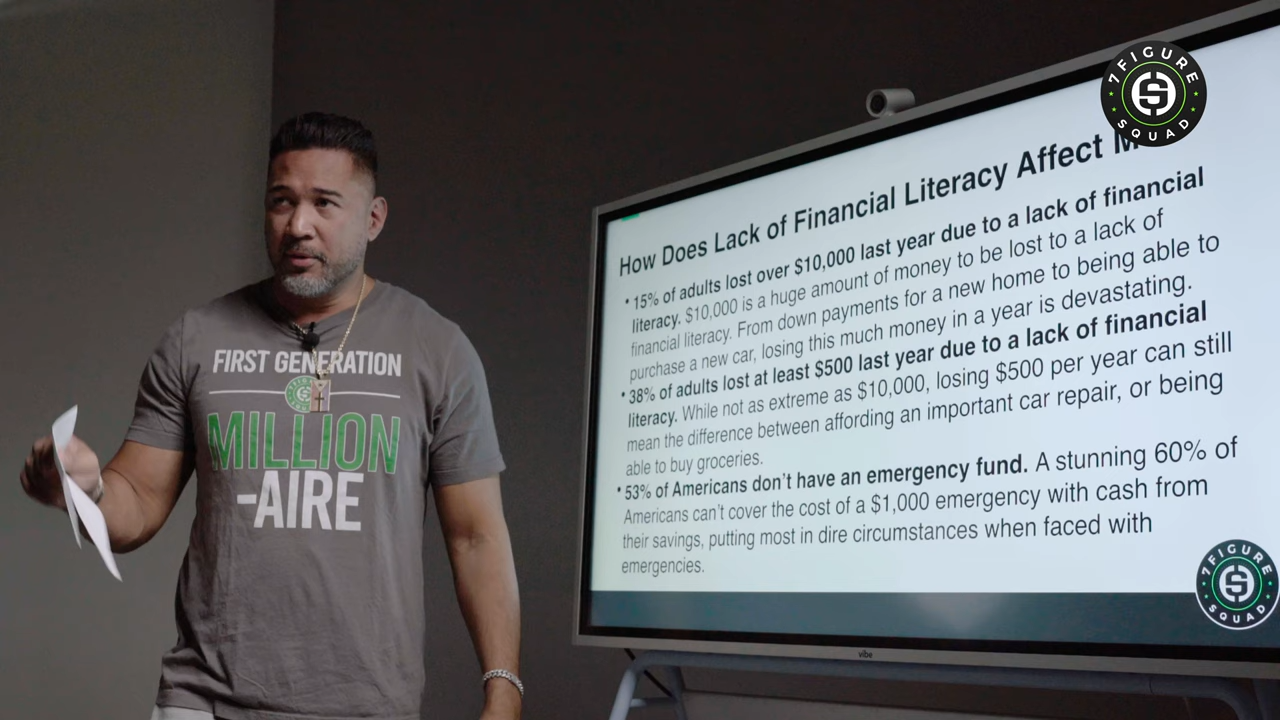 FIRST GENERATION
MILLION
-AIRE
7FIGURE
SQUAD
How Does Lack of Financial Literacy Affect
• 15% of adults lost over $10,000 last year due to a lack of financial
literacy. $10,000 is a huge amount of money to be lost to a lack of
financial literacy. From down payments for a new home to being able to
purchase a new car, losing this much money in a year is devastating.
• 38% of adults lost at least $500 last year due to a lack of financial
literacy. While not as extreme as $10,000, losing $500 per year can still
mean the difference between affording an important car repair, or being
able to buy groceries.
• 53% of Americans don’t have an emergency fund. A stunning 60% of
Americans can’t cover the cost of a $1,000 emergency with cash from
their savings, putting most in dire circumstances when faced with
emergencies.
7FIGURE
SQUAD
vibe